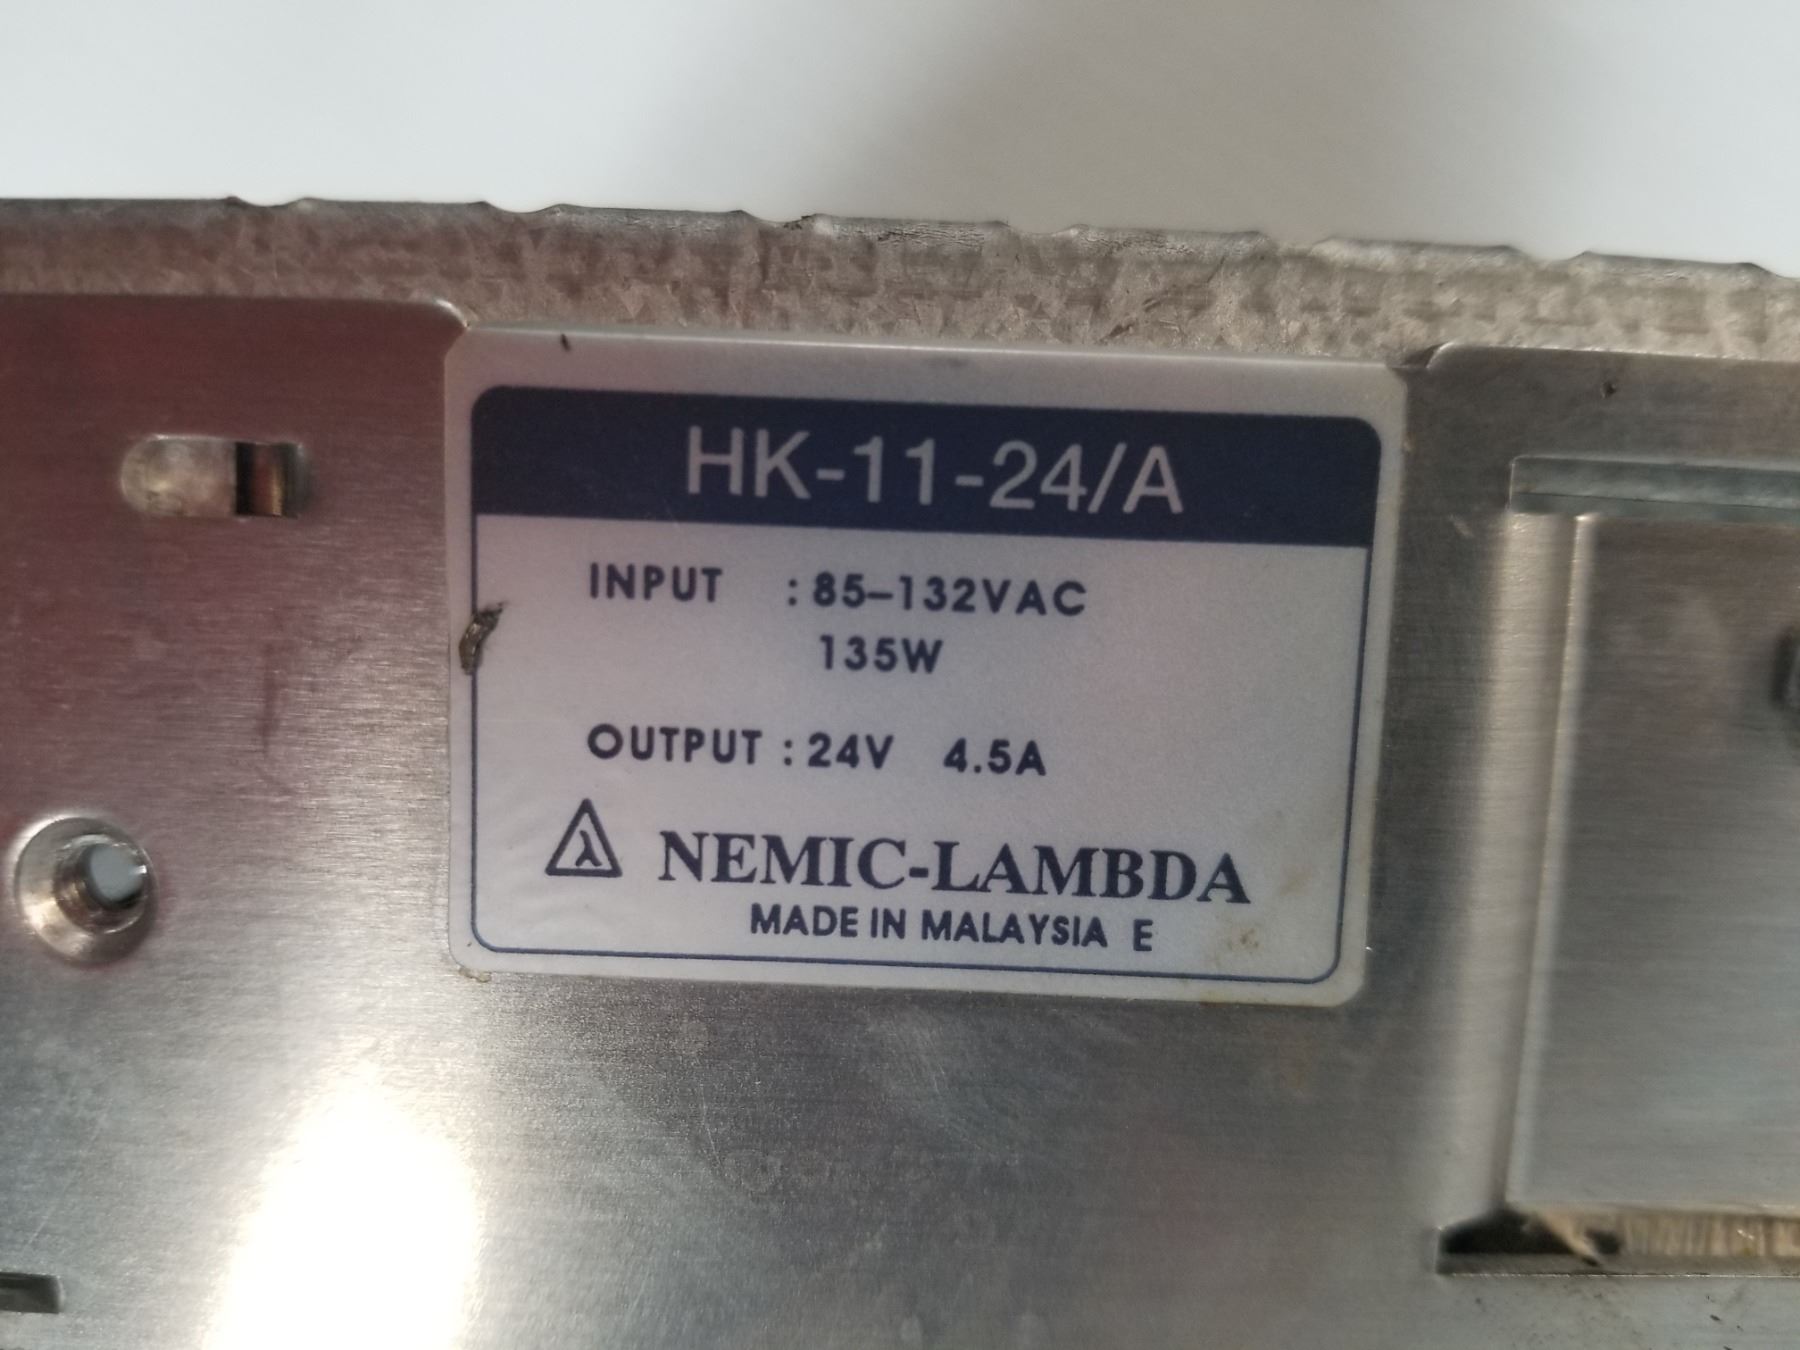 HK-11-24/A
INPUT : 85–132VAC
135W
OUTPUT : 24V 4.5A
λ NEMIC-LAMBDA
MADE IN MALAYSIA E